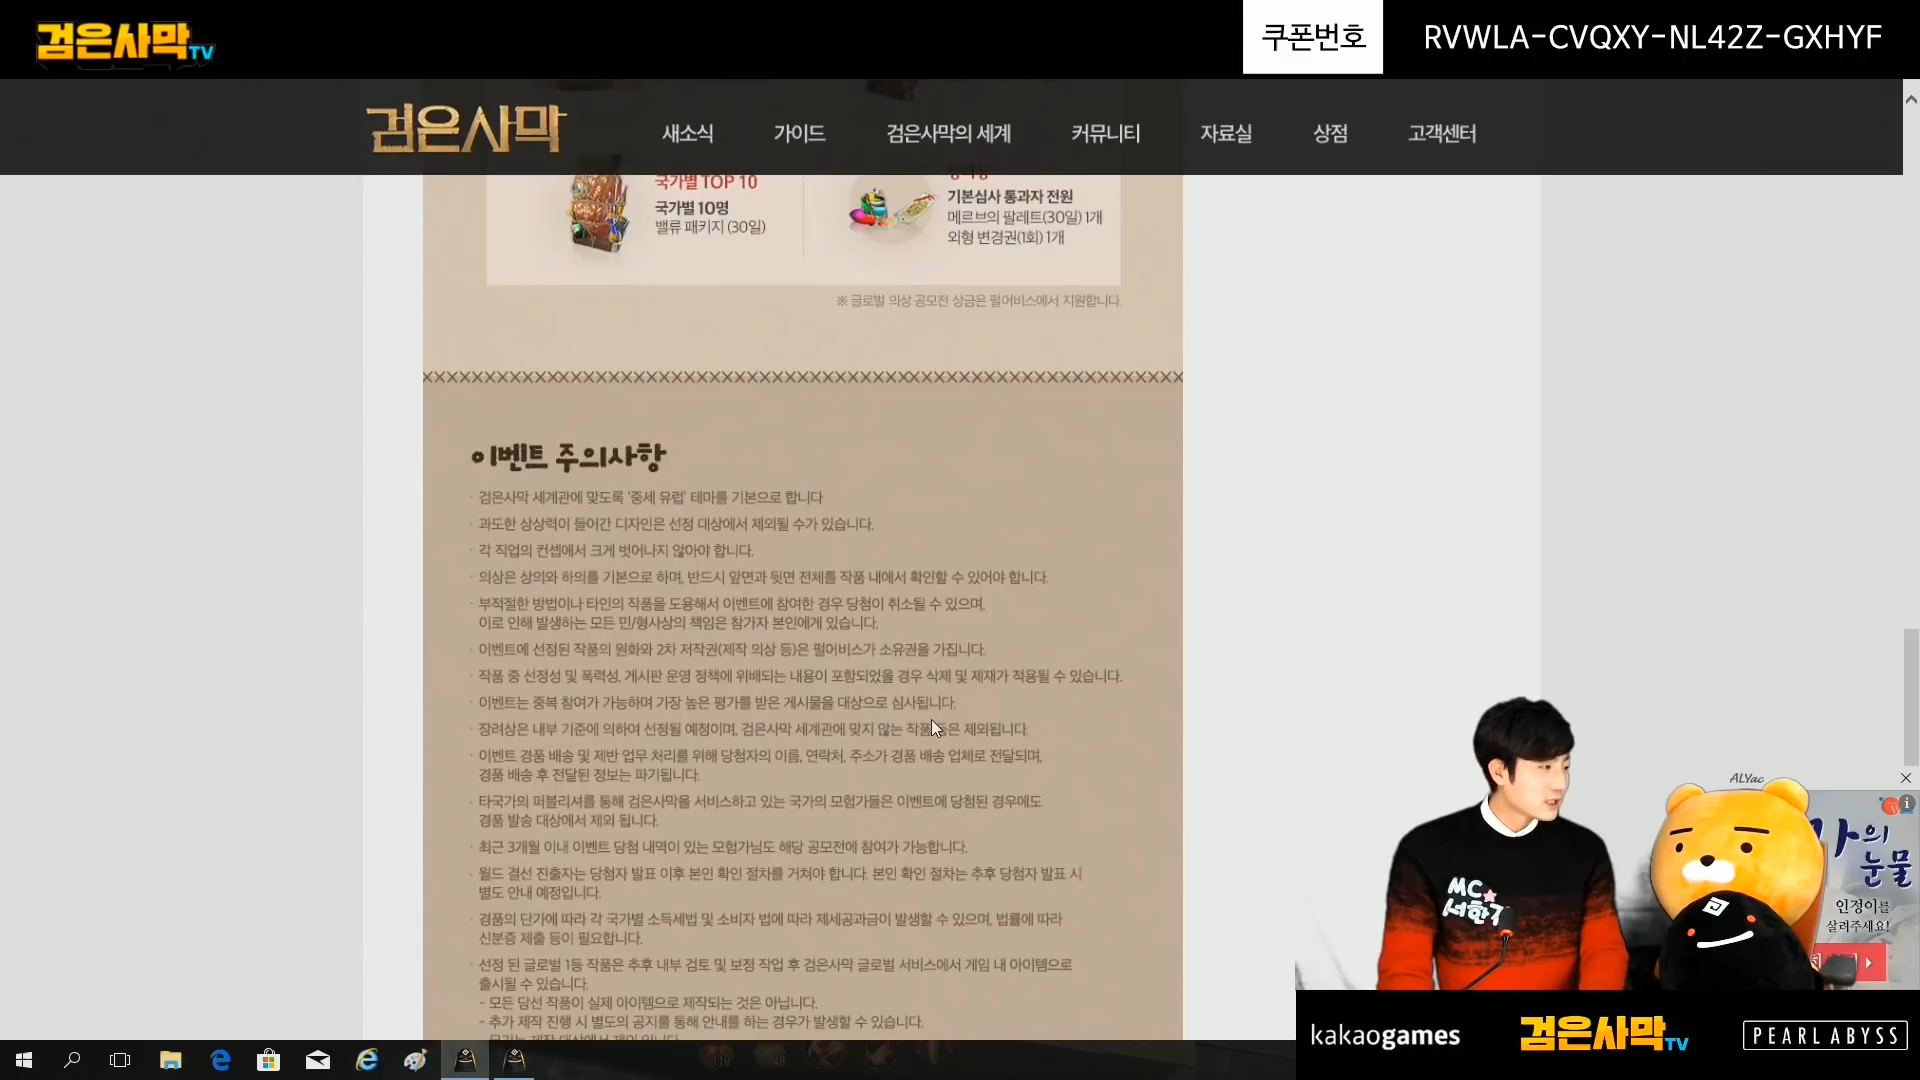 검은사막TV
쿠폰번호
RVWLA-CVQXY-NL42Z-GXHYF
검은사막
새소식
가이드
검은사막의 세계
커뮤니티
자료실
상점
고객센터
국가별 TOP 10
국가별 10명
밸류 패키지 (30일)
기본심사 통과자 전원
메르브의 팔레트(30일) 1개
외형 변경권(1회) 1개
※ 글로벌 의상 공모전 상금은 펄어비스에서 지원합니다.
이벤트 주의사항
· 검은사막 세계관에 맞도록 '중세 유럽' 테마를 기본으로 합니다
· 과도한 상상력이 들어간 디자인은 선정 대상에서 제외될 수가 있습니다.
· 각 직업의 컨셉에서 크게 벗어나지 않아야 합니다.
· 의상은 상의와 하의를 기본으로 하며, 반드시 앞면과 뒷면 전체를 작품 내에서 확인할 수 있어야 합니다.
· 부적절한 방법이나 타인의 작품을 도용해서 이벤트에 참여한 경우 당첨이 취소될 수 있으며,
이로 인해 발생하는 모든 민/형사상의 책임은 참가자 본인에게 있습니다.
· 이벤트에 선정된 작품의 원화와 2차 저작권(제작 의상 등)은 펄어비스가 소유권을 가집니다.
· 작품 중 선정성 및 폭력성, 게시판 운영 정책에 위배되는 내용이 포함되었을 경우 삭제 및 제재가 적용될 수 있습니다.
· 이벤트는 중복 참여가 가능하며 가장 높은 평가를 받은 게시물을 대상으로 심사됩니다.
· 장려상은 내부 기준에 의하여 선정될 예정이며, 검은사막 세계관에 맞지 않는 작품등은 제외됩니다.
· 이벤트 경품 배송 및 제반 업무 처리를 위해 당첨자의 이름, 연락처, 주소가 경품 배송 업체로 전달되며,
경품 배송 후 전달된 정보는 파기됩니다.
· 타국가의 퍼블리셔를 통해 검은사막을 서비스하고 있는 국가의 모험가들은 이벤트에 당첨된 경우에도
경품 발송 대상에서 제외 됩니다.
· 최근 3개월 이내 이벤트 당첨 내역이 있는 모험가님도 해당 공모전에 참여가 가능합니다.
· 월드 결선 진출자는 당첨자 발표 이후 본인 확인 절차를 거쳐야 합니다. 본인 확인 절차는 추후 당첨자 발표 시
별도 안내 예정입니다.
· 경품의 단가에 따라 각 국가별 소득세법 및 소비자 법에 따라 제세공과금이 발생할 수 있으며, 법률에 따라
신분증 제출 등이 필요합니다.
· 선정 된 글로벌 1등 작품은 추후 내부 검토 및 보정 작업 후 검은사막 글로벌 서비스에서 게임 내 아이템으로
출시될 수 있습니다.
- 모든 당선 작품이 실제 아이템으로 제작되는 것은 아닙니다.
- 추가 제작 진행 시 별도의 공지를 통해 안내를 하는 경우가 발생할 수 있습니다.
MC
ALYac
눈물
인정이를
살려주세요!
kakaogames
검은사막TV
PEARL ABYSS